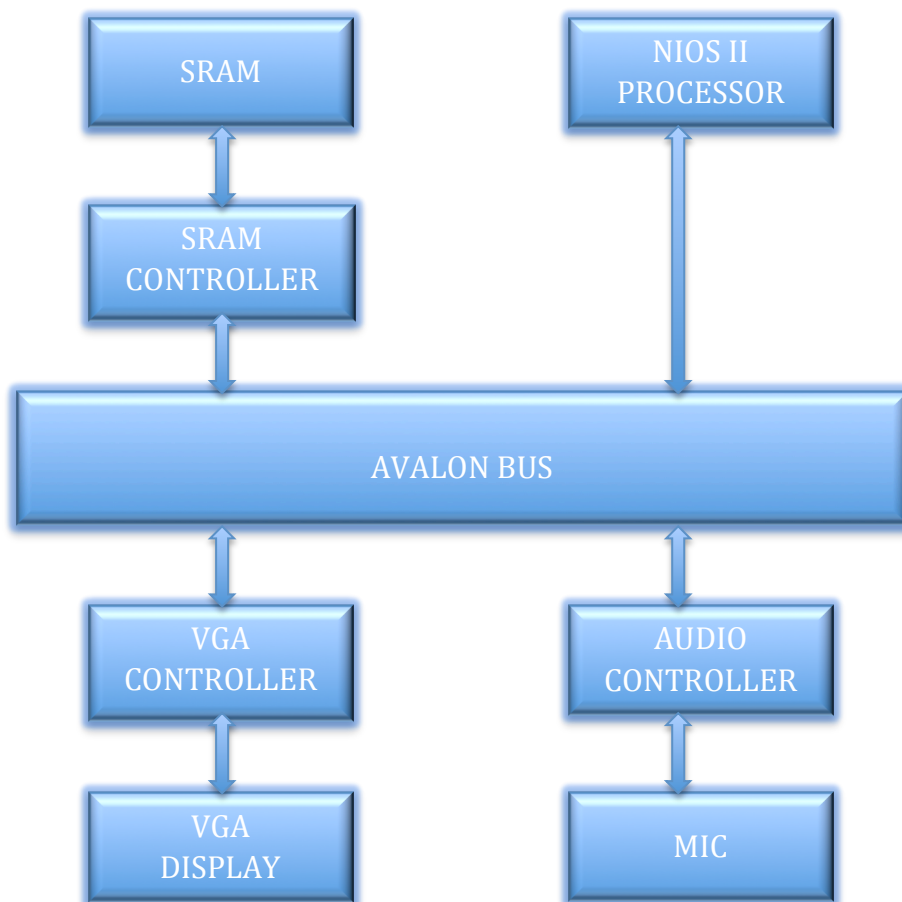 SRAM
NIOS II
PROCESSOR
SRAM
CONTROLLER
AVALON BUS
VGA
CONTROLLER
AUDIO
CONTROLLER
VGA
DISPLAY
MIC